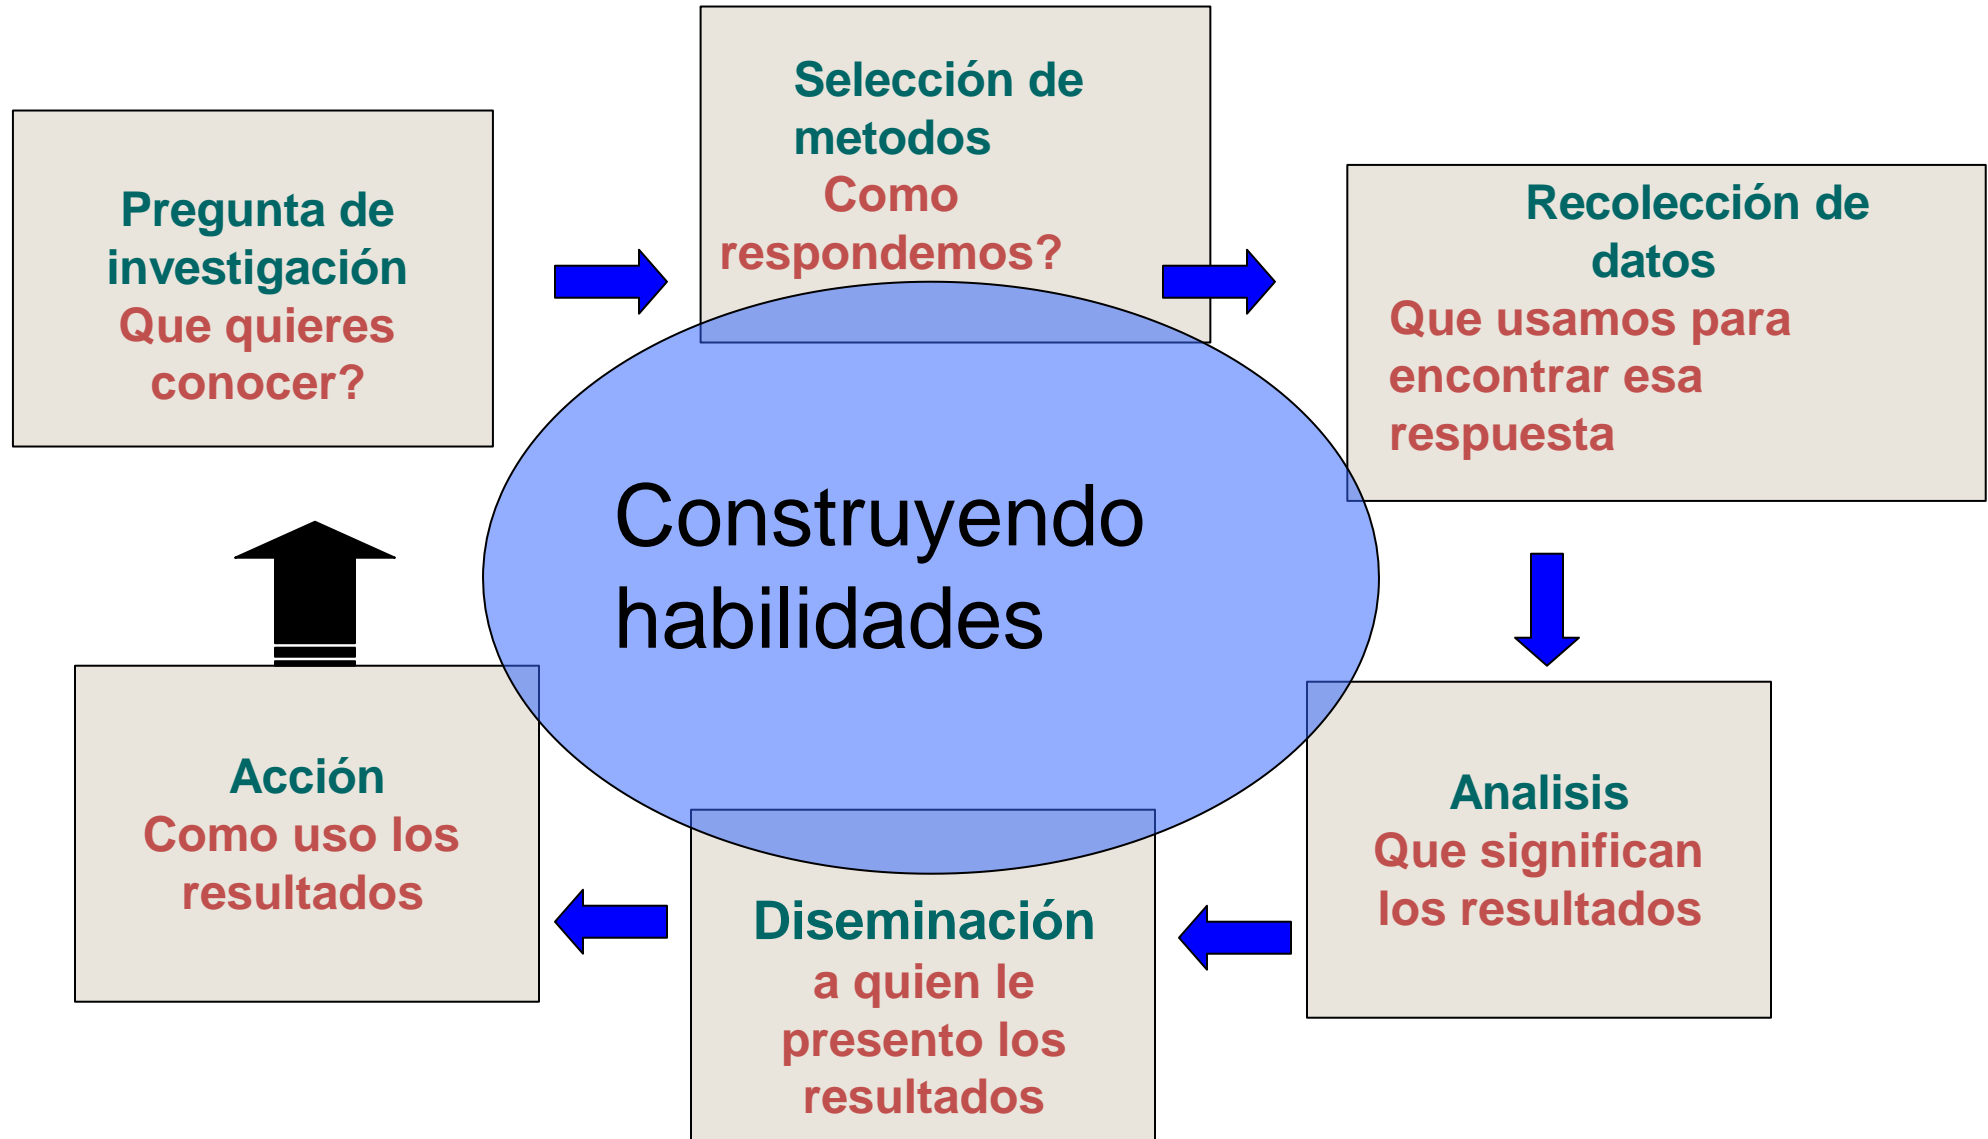 Pregunta de
investigación
Que quieres
conocer?
Selección de
metodos
Como
respondemos?
Recolección de
datos
Que usamos para
encontrar esa
respuesta
Construyendo
habilidades
Analisis
Que significan
los resultados
Diseminación
a quien le
presento los
resultados
Acción
Como uso los
resultados